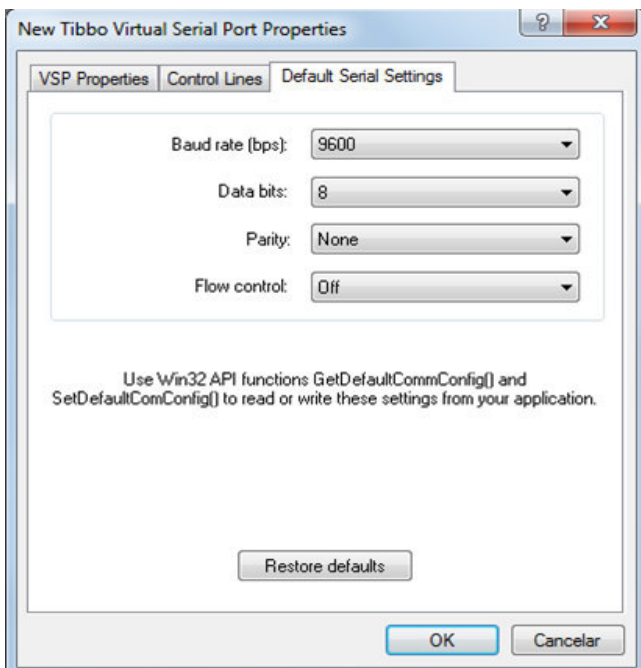 New Tibbo Virtual Serial Port Properties
VSP Properties Control Lines Default Serial Settings
Baud rate (bps): 9600
Data bits: 8
Parity: None
Flow control: Off
Use Win32 API functions GetDefaultCommConfig() and
SetDefaultComConfig() to read or write these settings from your application.
Restore defaults
OK Cancelar